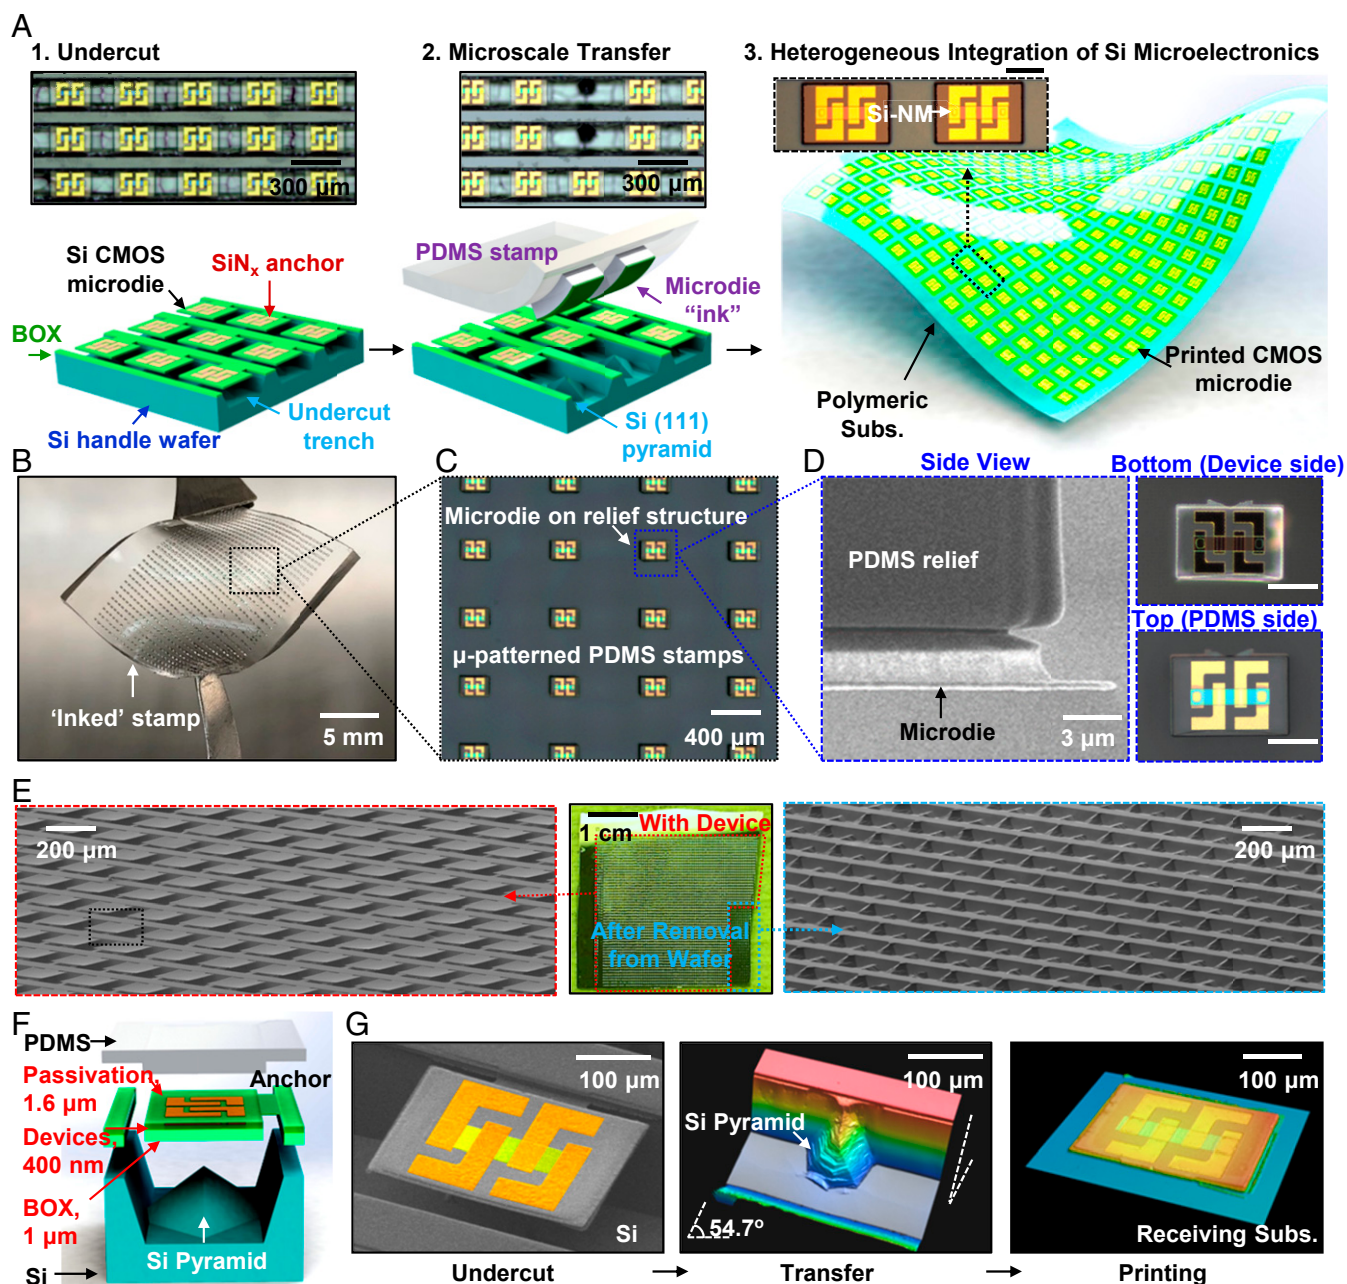 A
1. Undercut
2. Microscale Transfer
3. Heterogeneous Integration of Si Microelectronics
300 µm
300 µm
Si-NM
Si CMOS
microdie
SiNx anchor
BOX
Si handle wafer
Undercut
trench
PDMS stamp
Microdie
“ink”
Si (111)
pyramid
Polymeric
Subs.
Printed CMOS
microdie
B
‘Inked’ stamp
5 mm
C
Microdie on relief structure
µ-patterned PDMS stamps
400 µm
D
Side View
PDMS relief
Microdie
3 µm
Bottom (Device side)
Top (PDMS side)
E
200 µm
1 cm
With Device
After Removal
from Wafer
200 µm
F
PDMS
Passivation,
1.6 µm
Anchor
Devices,
400 nm
BOX,
1 µm
Si Pyramid
Si
G
100 µm
Si
Undercut
100 µm
Si Pyramid
54.7º
Transfer
100 µm
Receiving Subs.
Printing